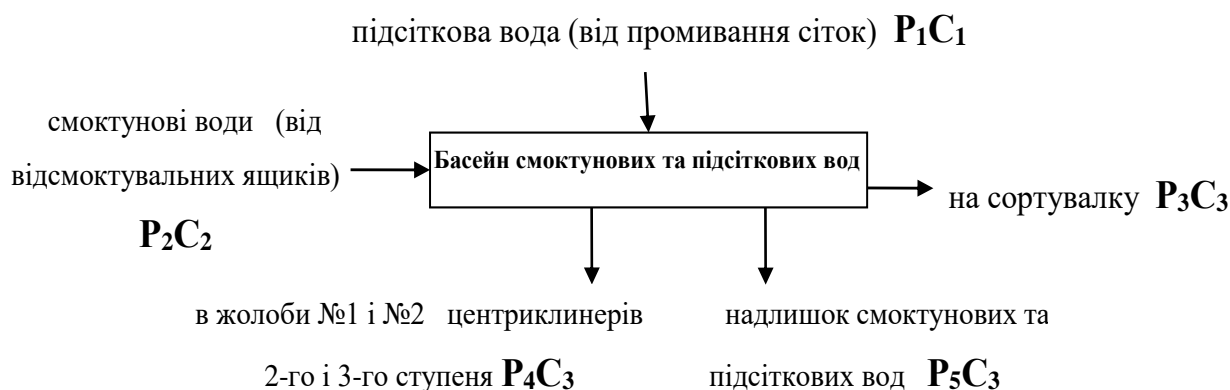 підсіткова вода (від промивання сіток) P₁C₁
смоктунові води (від
відсмоктувальних ящиків)
P₂C₂
Басейн смоктунових та підсіткових вод
на сортувалку P₃C₃
в жолоби №1 і №2 центриклинерів
2-го і 3-го ступеня P₄C₃
надлишок смоктунових та
підсіткових вод P₅C₃